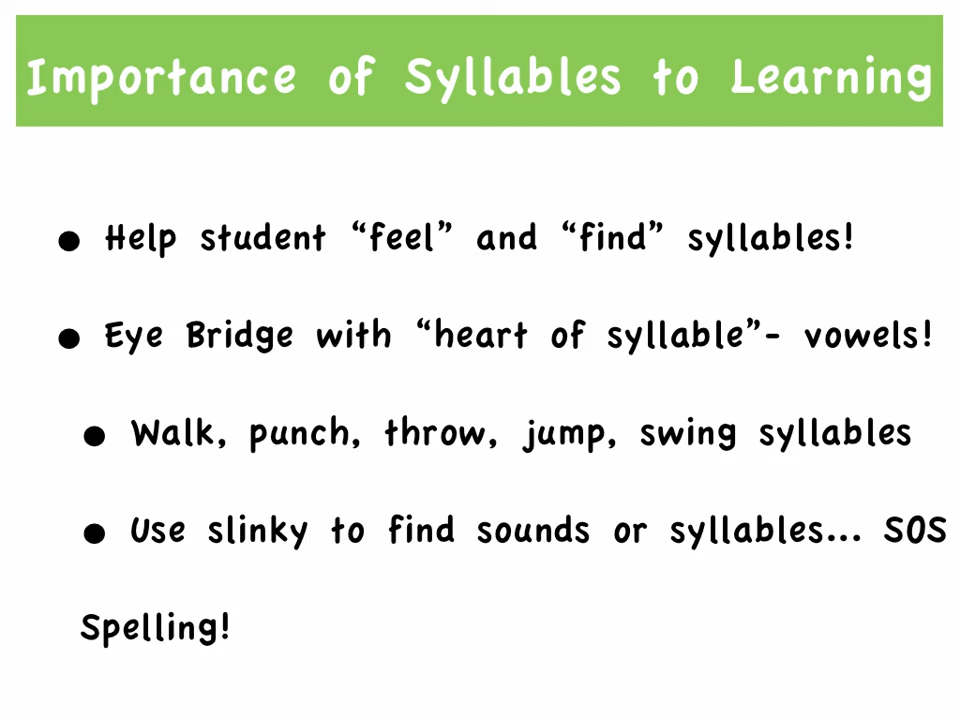 Importance of Syllables to Learning
• Help student “feel” and “find” syllables!
• Eye Bridge with “heart of syllable”- vowels!
• Walk, punch, throw, jump, swing syllables
• Use slinky to find sounds or syllables... SOS
Spelling!